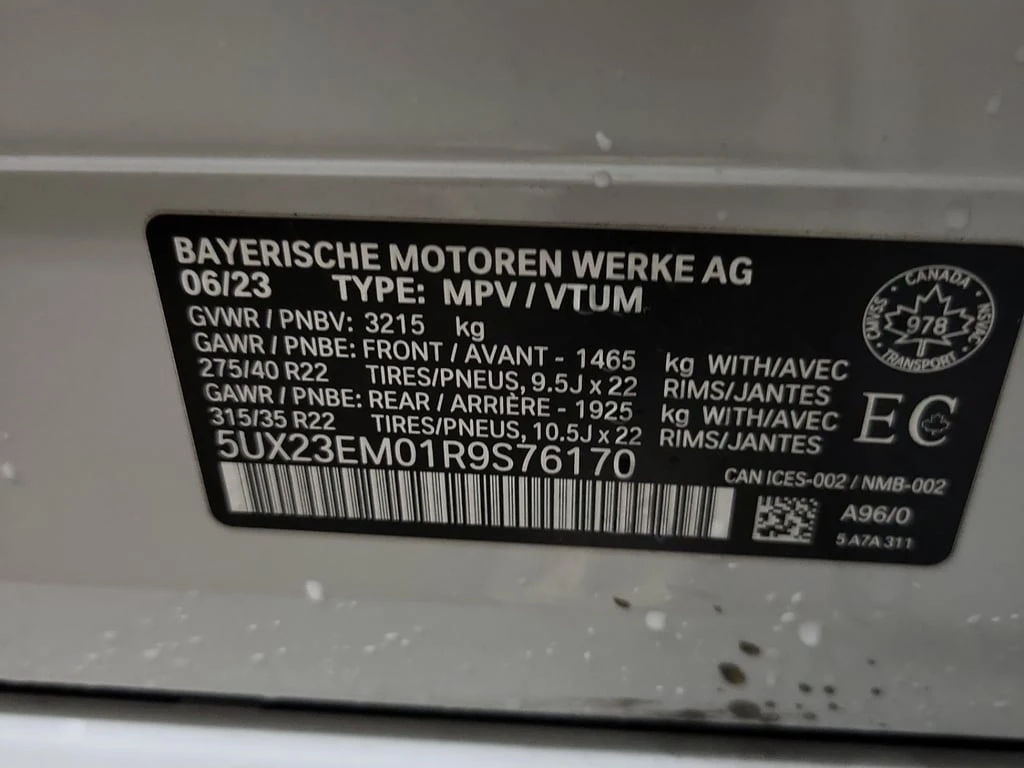 BAYERISCHE MOTOREN WERKE AG
06/23 TYPE: MPV / VTUM
GVWR / PNBV: 3215 kg
GAWR / PNBE: FRONT / AVANT - 1465 kg WITH/AVEC
275/40 R22 TIRES/PNEUS, 9.5J x 22 RIMS/JANTES
GAWR / PNBE: REAR / ARRIÈRE - 1925 kg WITH/AVEC
315/35 R22 TIRES/PNEUS, 10.5J x 22 RIMS/JANTES
5UX23EM01R9S76170
CANADA
CMVSS 978 NSVAC
TRANSPORT
EC
CAN ICES-002 / NMB-002
A96/0
5 A7A 311